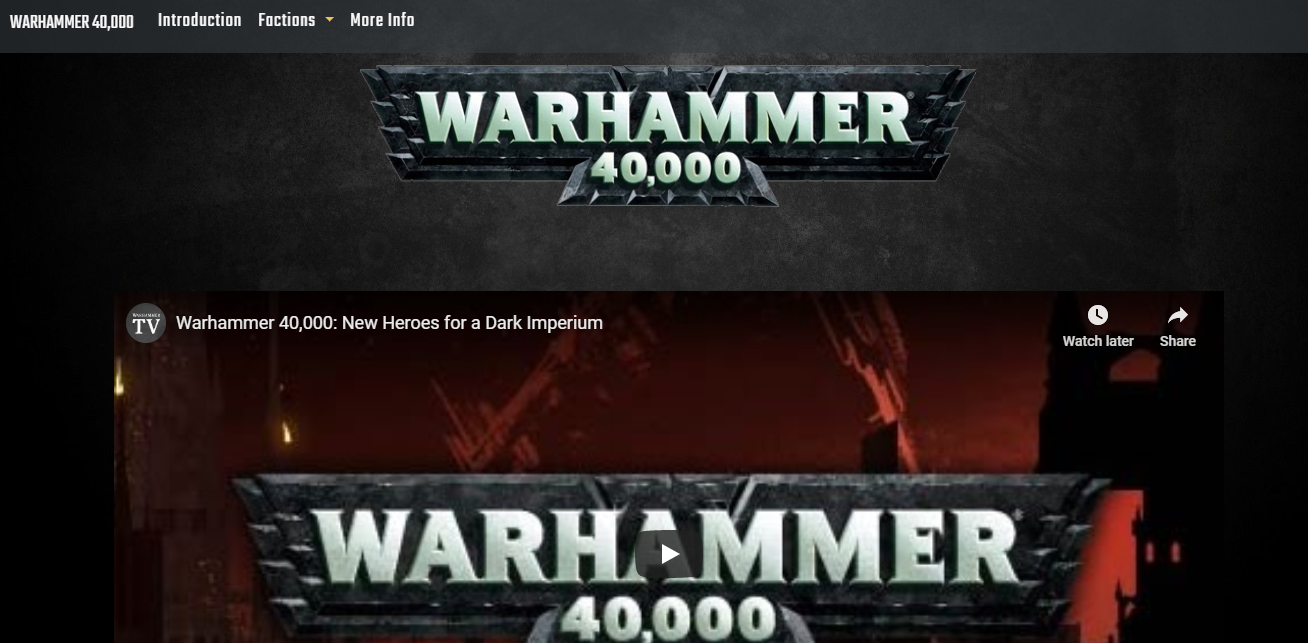 WARHAMMER 40,000 Introduction Factions More Info
WARHAMMER®
40,000
WARHAMMER
TV
Warhammer 40,000: New Heroes for a Dark Imperium
Watch later
Share
WARHAMMER
40,000